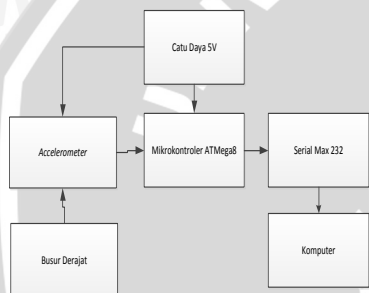 Catu Daya 5V
Accelerometer
Mikrokontroler ATMega8
Serial Max 232
Busur Derajat
Komputer